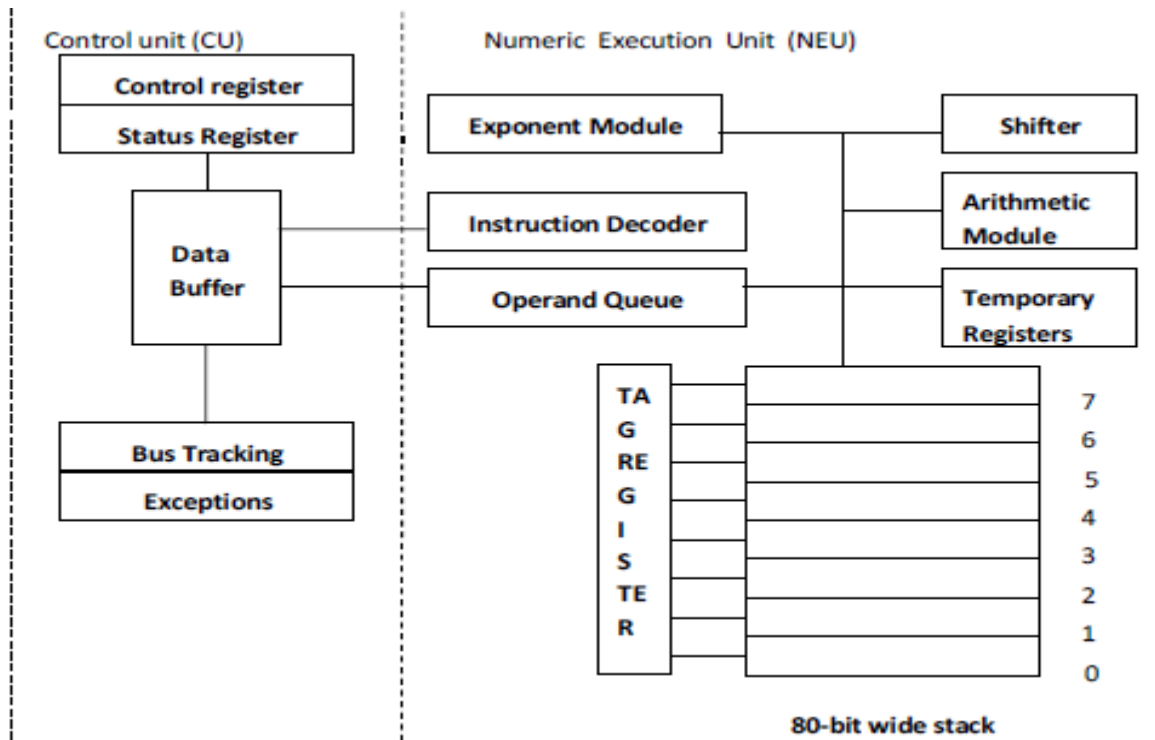 Control unit (CU)
Control register
Status Register
Data
Buffer
Bus Tracking
Exceptions
Numeric Execution Unit (NEU)
Exponent Module
Instruction Decoder
Operand Queue
Shifter
Arithmetic
Module
Temporary
Registers
TA
G
RE
G
I
S
TE
R
7
6
5
4
3
2
1
0
80-bit wide stack